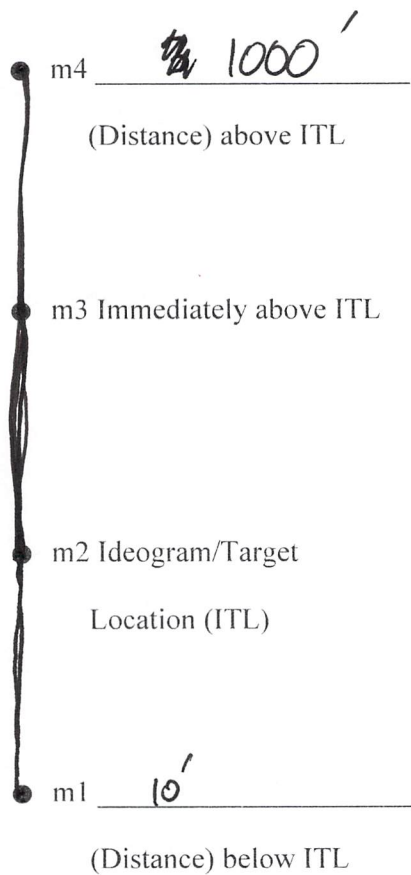 m4 1000'
(Distance) above ITL
m3 Immediately above ITL
m2 Ideogram/Target
Location (ITL)
m1 10'
(Distance) below ITL